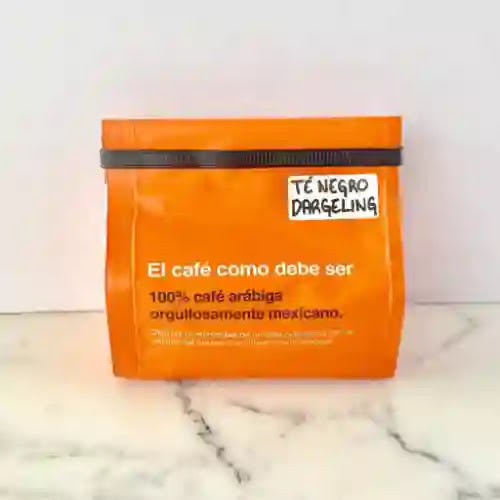 TÉ NEGRO
DARGELING
El café como debe ser
100% café arábiga
orgullosamente mexicano.